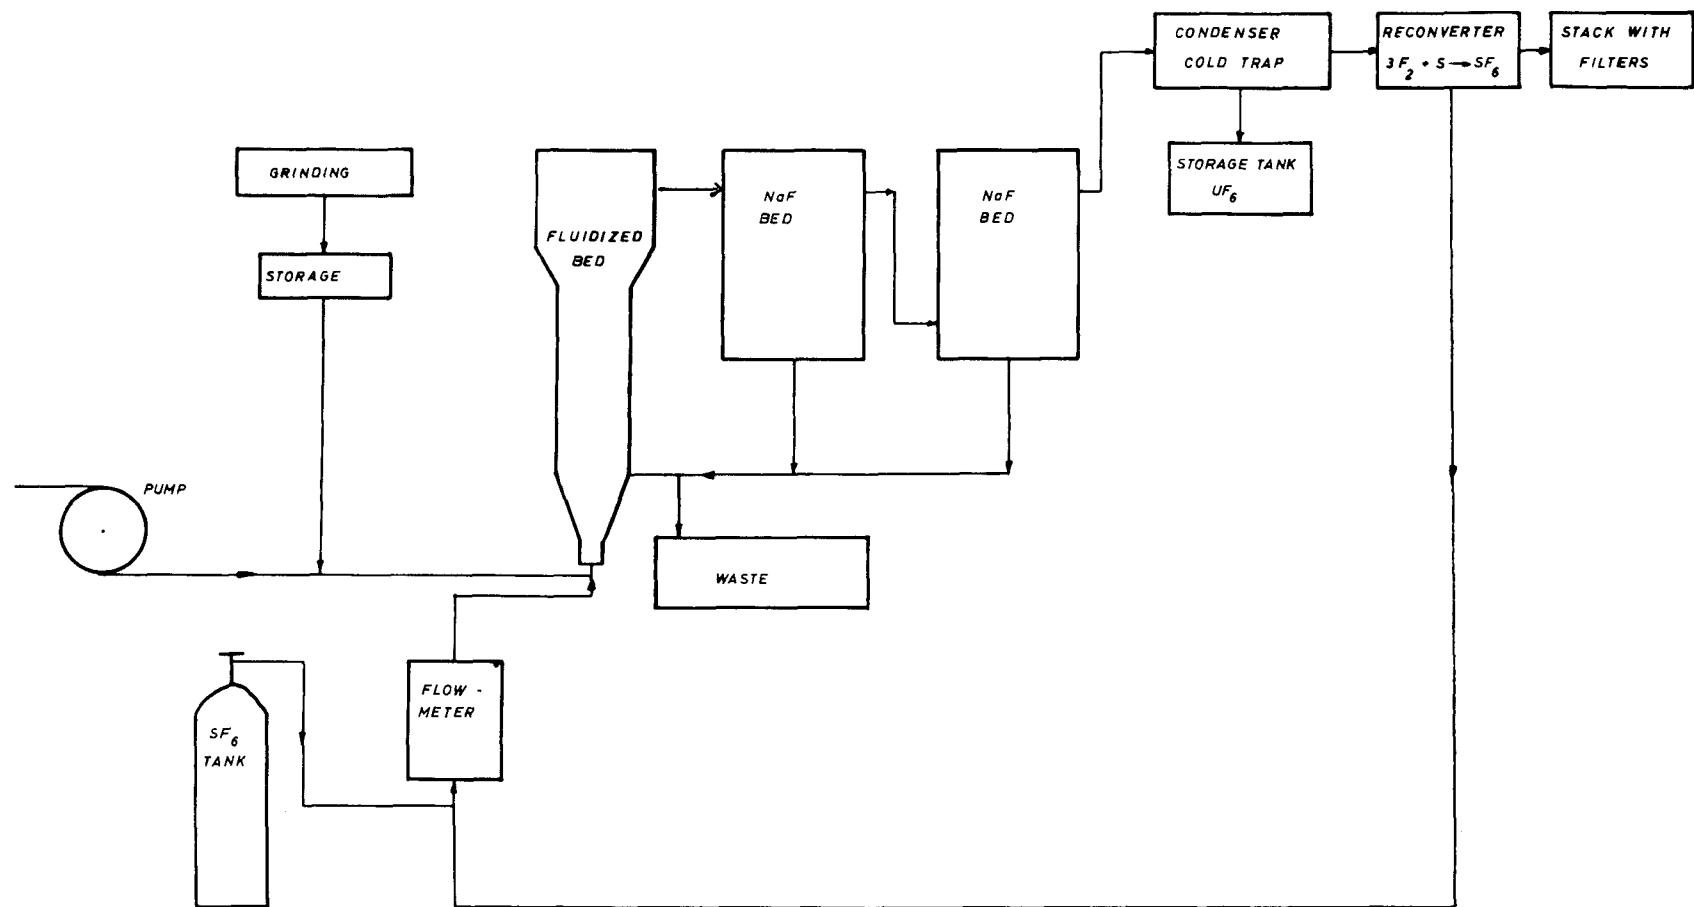 CONDENSER
COLD TRAP
RECONVERTER
3F₂ + S → SF₆
STACK WITH
FILTERS
GRINDING
STORAGE TANK
UF₆
NaF
BED
NaF
BED
FLUIDIZED
BED
STORAGE
PUMP
WASTE
FLOW -
METER
SF₆
TANK